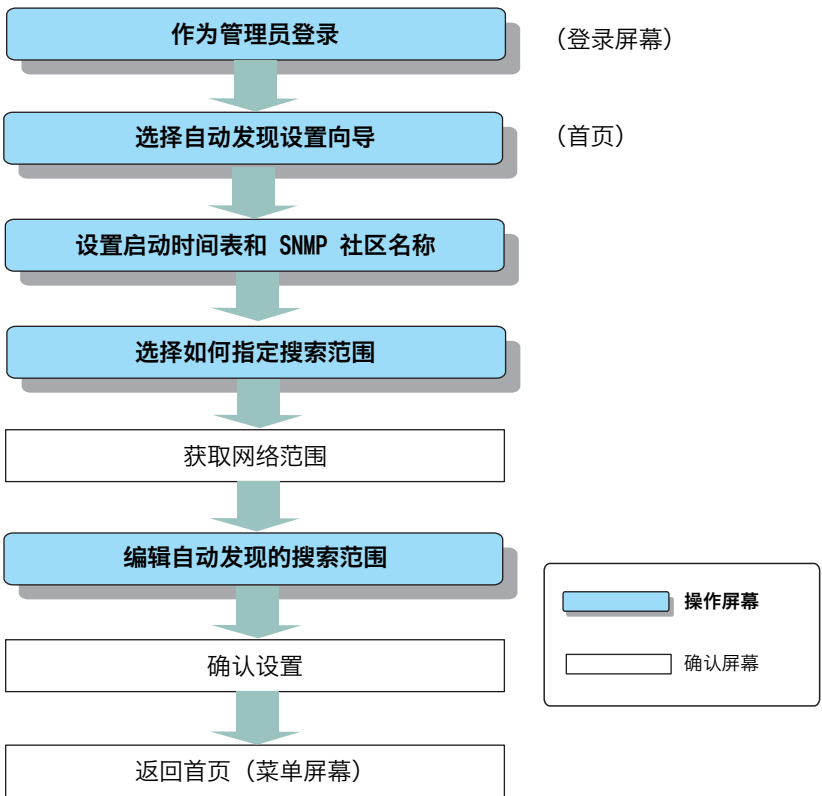 作为管理员登录 （登录屏幕）
选择自动发现设置向导 （首页）
设置启动时间表和 SNMP 社区名称
选择如何指定搜索范围
获取网络范围
编辑自动发现的搜索范围
操作屏幕
确认设置
确认屏幕
返回首页（菜单屏幕）